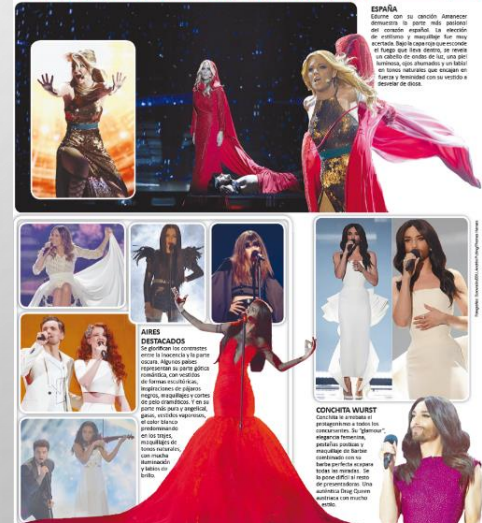 ESPAÑA
Edurne con su canción Amanecer
demuestra la parte más pasional
del corazón español. La elección
de estilismo y maquillaje fue muy
acertada. Bajo la capa roja que esconde
el fuego que lleva dentro, se revela
un cabello de ondas de luz, una piel
luminosa, ojos ahumados y un labial
en tonos naturales que encajan en
fuerza y feminidad con su vestido a
desvelar de diosa.
AIRES
DESTACADOS
Se glorifican los contrastes
entre la inocencia y la parte
oscura. Algunos países
representan su parte gótica
romántica, con vestidos
de formas escultóricas,
inspiraciones de pájaros
negros, maquillajes y cortes
de pelo dramáticos. Y en su
parte más pura y angelical,
gasas, vestidos vaporosos,
el color blanco
predominando
en los trajes,
maquillajes de
tonos naturales,
con mucha
iluminación
y labios de
brillo.
CONCHITA WURST
Conchita le arrebata el
protagonismo a todos los
concursantes. Su "glamour",
elegancia femenina,
pestañas postizas y
maquillaje de Barbie
combinado con su
barba perfecta acapara
todas las miradas. Se
lo pone difícil al resto
de presentadoras. Una
auténtica Drag Queen
austriaca con mucho
estilo.